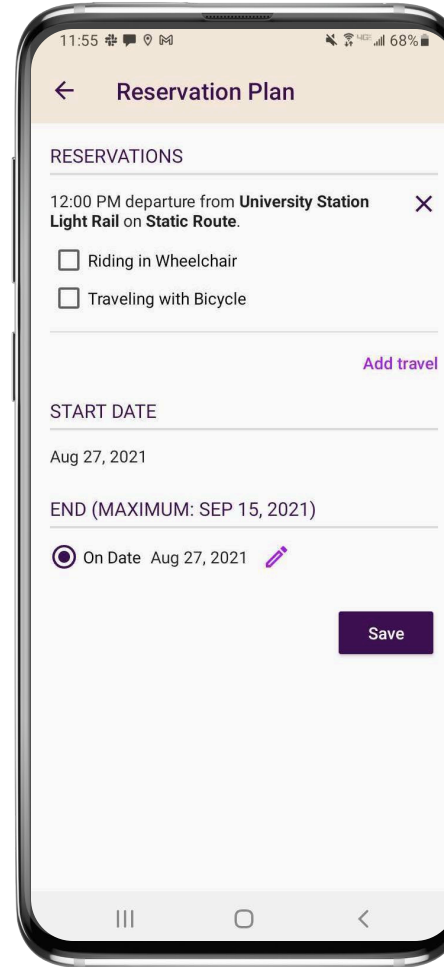 11:55 4GE 68%
Reservation Plan
RESERVATIONS
12:00 PM departure from University Station
Light Rail on Static Route.
Riding in Wheelchair
Traveling with Bicycle
Add travel
START DATE
Aug 27, 2021
END (MAXIMUM: SEP 15, 2021)
On Date Aug 27, 2021
Save